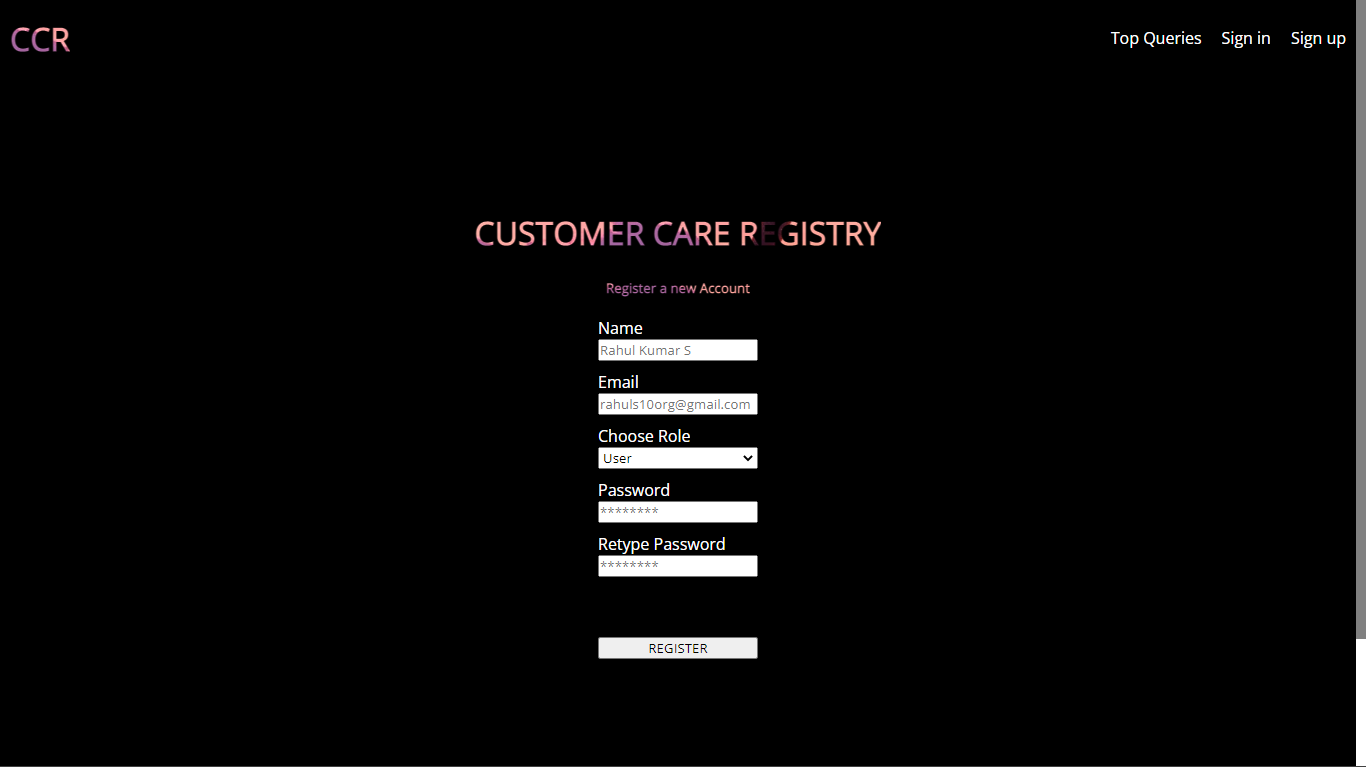 CCR
Top Queries Sign in Sign up
CUSTOMER CARE REGISTRY
Register a new Account
Name
Rahul Kumar S
Email
rahuls10org@gmail.com
Choose Role
User
Password
********
Retype Password
********
REGISTER